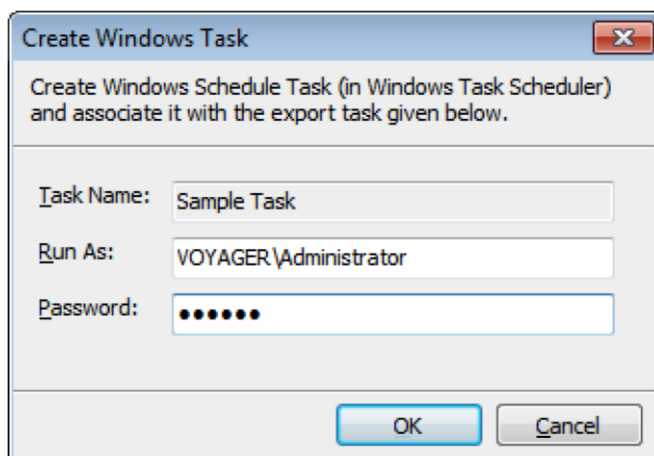 Create Windows Task
Create Windows Schedule Task (in Windows Task Scheduler)
and associate it with the export task given below.
Task Name: Sample Task
Run As: VOYAGER\Administrator
Password: ●●●●●●
OK Cancel